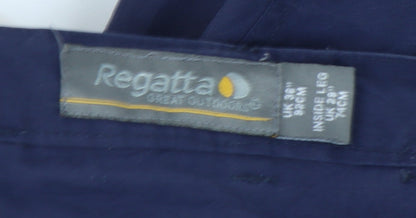 Regatta
GREAT OUTDOORS
UK 36"
92CM
INSIDE LEG
UK 29"
74CM